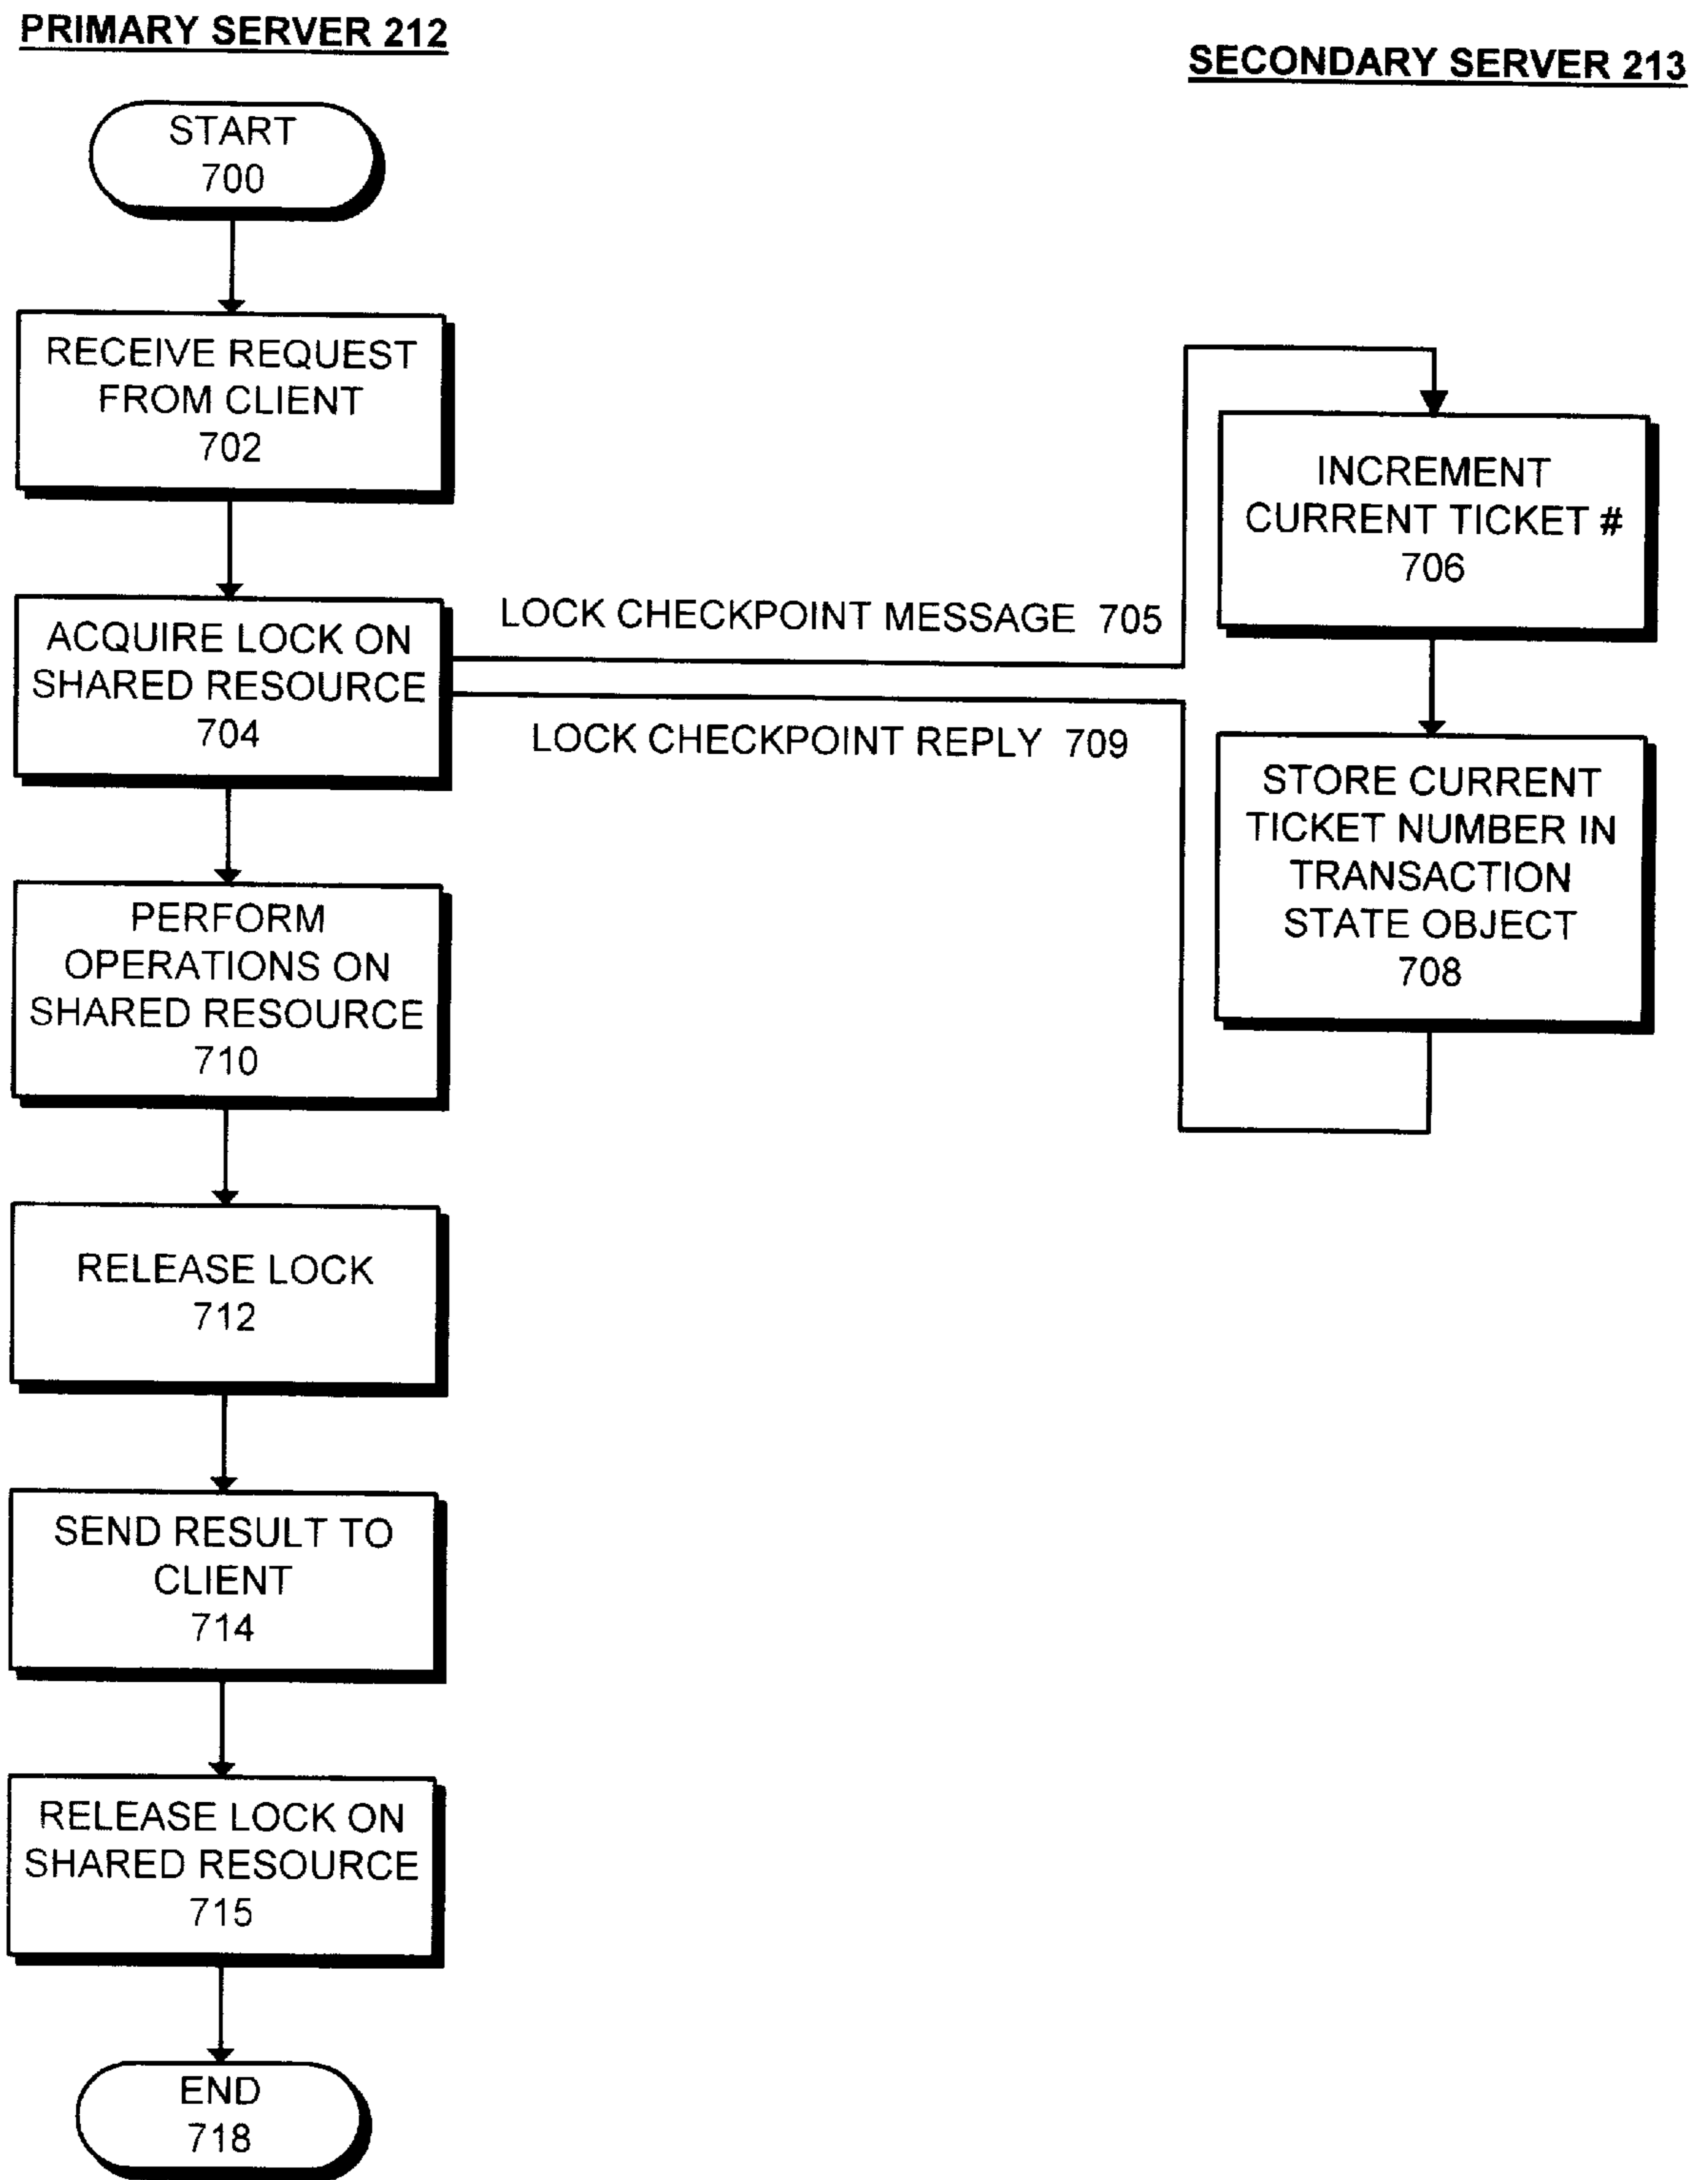 PRIMARY SERVER 212
SECONDARY SERVER 213
START
700
RECEIVE REQUEST
FROM CLIENT
702
ACQUIRE LOCK ON
SHARED RESOURCE
704
LOCK CHECKPOINT MESSAGE 705
LOCK CHECKPOINT REPLY 709
INCREMENT
CURRENT TICKET #
706
STORE CURRENT
TICKET NUMBER IN
TRANSACTION
STATE OBJECT
708
PERFORM
OPERATIONS ON
SHARED RESOURCE
710
RELEASE LOCK
712
SEND RESULT TO
CLIENT
714
RELEASE LOCK ON
SHARED RESOURCE
715
END
718